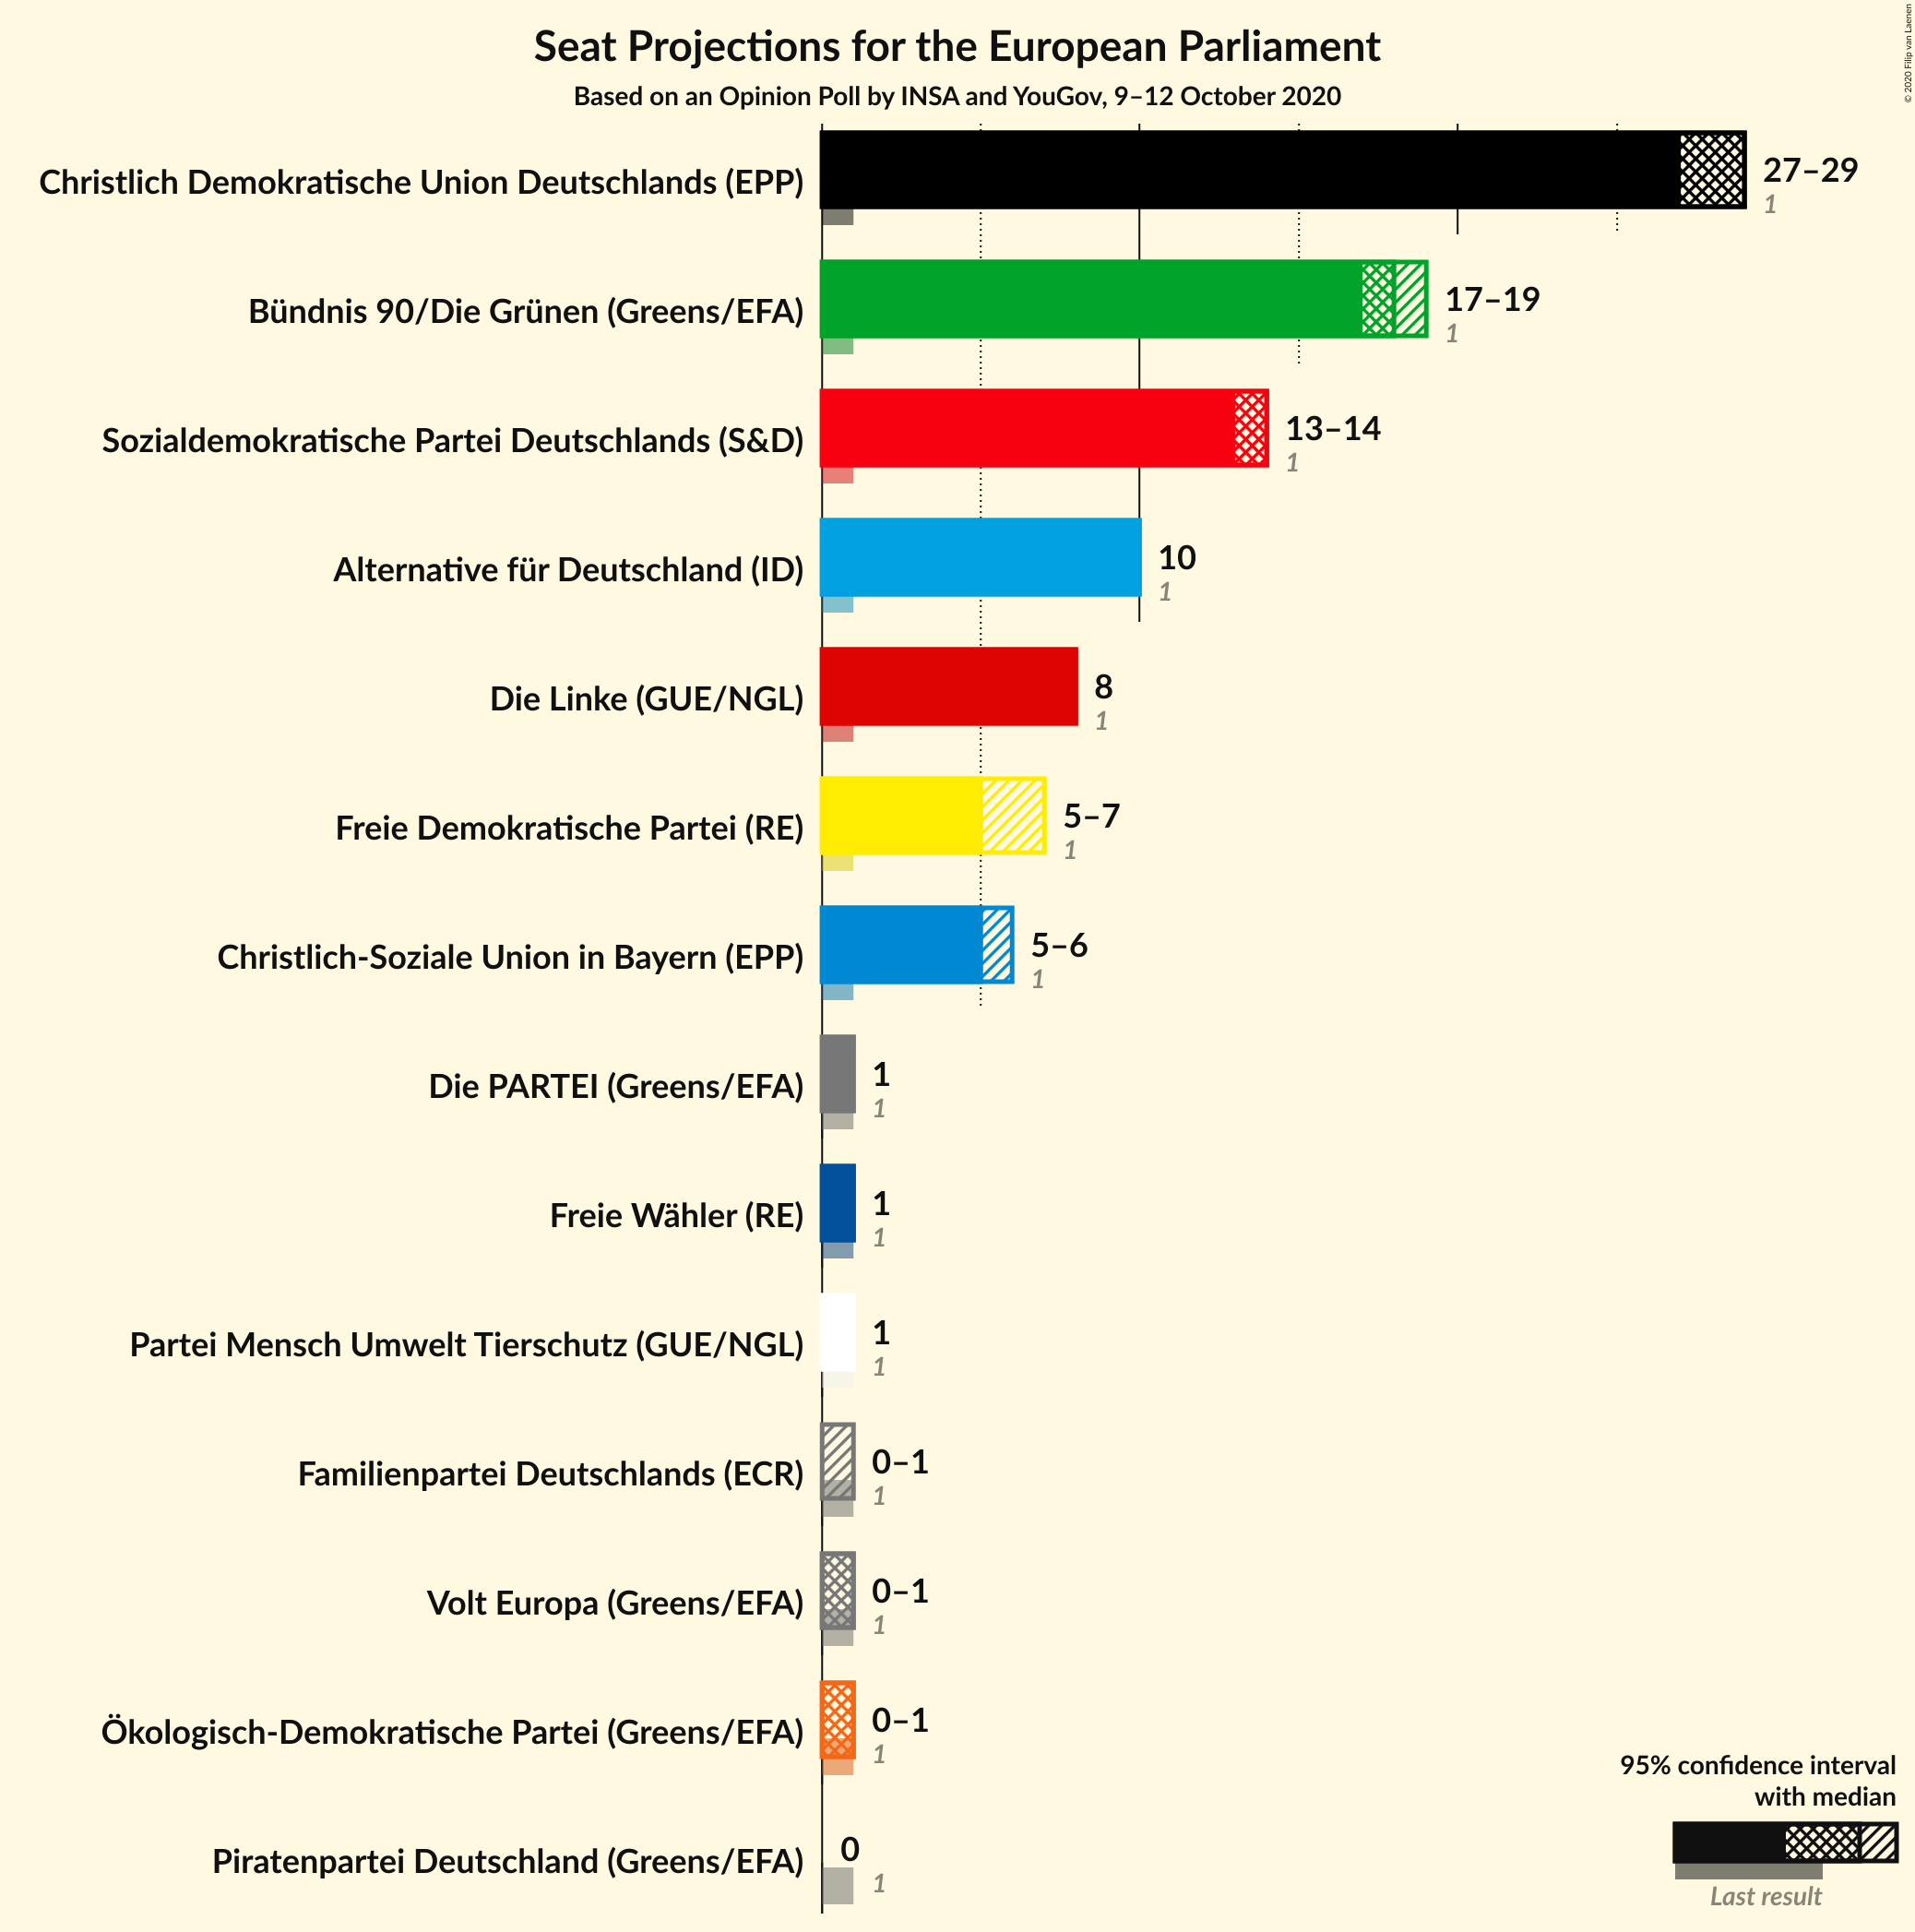 Seat Projections for the European Parliament
Based on an Opinion Poll by INSA and YouGov, 9–12 October 2020
© 2020 Filip van Laenen
Christlich Demokratische Union Deutschlands (EPP)
27–29
1
Bündnis 90/Die Grünen (Greens/EFA)
17–19
1
Sozialdemokratische Partei Deutschlands (S&D)
13–14
1
Alternative für Deutschland (ID)
10
1
Die Linke (GUE/NGL)
8
1
Freie Demokratische Partei (RE)
5–7
1
Christlich-Soziale Union in Bayern (EPP)
5–6
1
Die PARTEI (Greens/EFA)
1
1
Freie Wähler (RE)
1
1
Partei Mensch Umwelt Tierschutz (GUE/NGL)
1
1
Familienpartei Deutschlands (ECR)
0–1
1
Volt Europa (Greens/EFA)
0–1
1
Ökologisch-Demokratische Partei (Greens/EFA)
0–1
1
Piratenpartei Deutschland (Greens/EFA)
0
1
95% confidence interval
with median
Last result